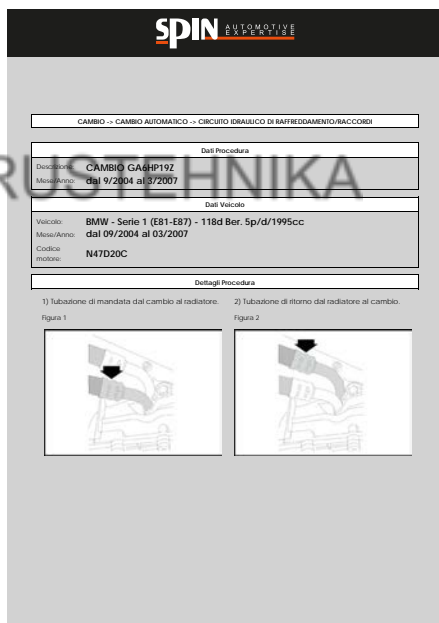 SPIN AUTOMOTIVE
EXPERTISE
CAMBIO -> CAMBIO AUTOMATICO -> CIRCUITO IDRAULICO DI RAFFREDDAMENTO/RACCORDI
Dati Procedura
Descrizione: CAMBIO GA6HP19Z
Mese/Anno: dal 9/2004 al 3/2007
RUSTEHNIKA
Dati Veicolo
Veicolo: BMW - Serie 1 (E81-E87) - 118d Ber. 5p/d/1995cc
Mese/Anno: dal 09/2004 al 03/2007
Codice
motore: N47D20C
Dettagli Procedura
1) Tubazione di mandata dal cambio al radiatore. 2) Tubazione di ritorno dal radiatore al cambio.
Figura 1 Figura 2